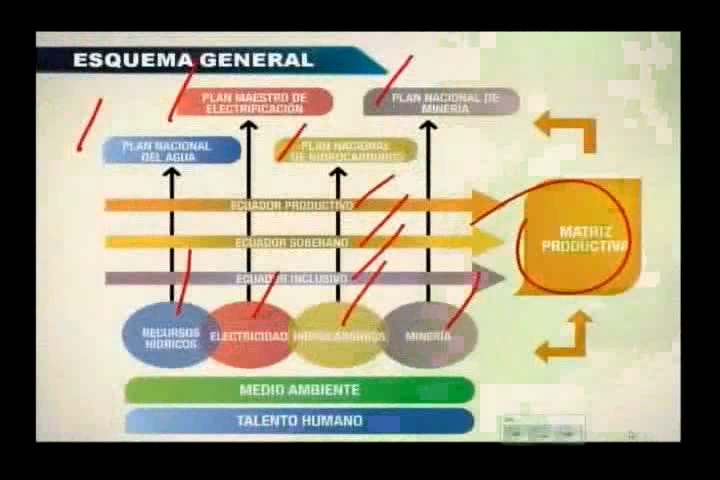 ESQUEMA GENERAL
PLAN MAESTRO DE
ELECTRIFICACIÓN
PLAN NACIONAL DE
MINERÍA
PLAN NACIONAL
DEL AGUA
PLAN NACIONAL
DE HIDROCARBUROS
ECUADOR PRODUCTIVO
ECUADOR SOBERANO
ECUADOR INCLUSIVO
MATRIZ
PRODUCTIVA
RECURSOS
HÍDRICOS
ELECTRICIDAD
HIDROCARBUROS
MINERÍA
MEDIO AMBIENTE
TALENTO HUMANO